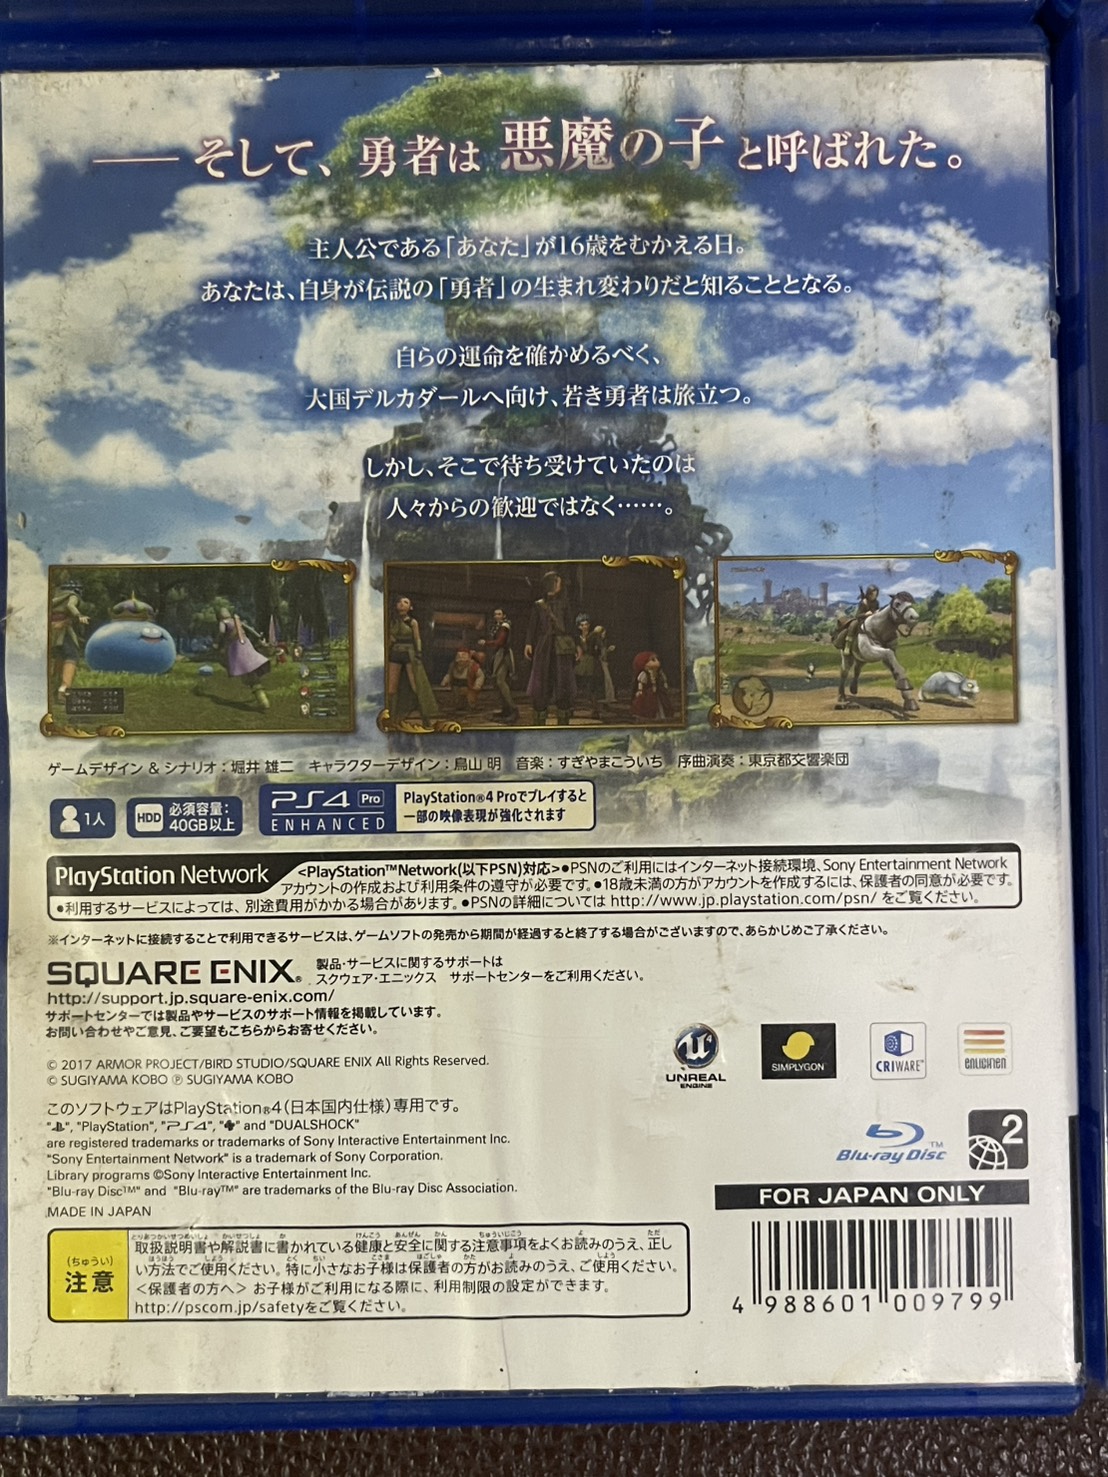 ── そして、勇者は悪魔の子と呼ばれた。
主人公である「あなた」が16歳をむかえる日。
あなたは、自身が伝説の「勇者」の生まれ変わりだと知ることとなる。
自らの運命を確かめるべく、
大国デルカダールへ向け、若き勇者は旅立つ。
しかし、そこで待ち受けていたのは
人々からの歓迎ではなく……。
ゲームデザイン & シナリオ：堀井 雄二 キャラクターデザイン：鳥山 明 音楽：すぎやまこういち 序曲演奏：東京都交響楽団
1人
HDD 必須容量：
40GB以上
PS4 Pro
ENHANCED
PlayStation®4 Proでプレイすると
一部の映像表現が強化されます
PlayStation Network
<PlayStation™Network(以下PSN)対応>●PSNのご利用にはインターネット接続環境、Sony Entertainment Network
アカウントの作成および利用条件の遵守が必要です。●18歳未満の方がアカウントを作成するには、保護者の同意が必要です。
●利用するサービスによっては、別途費用がかかる場合があります。●PSNの詳細については http://www.jp.playstation.com/psn/ をご覧ください。
※インターネットに接続することで利用できるサービスは、ゲームソフトの発売から期間が経過すると終了する場合がございますので、あらかじめご了承ください。
SQUARE ENIX®
製品・サービスに関するサポートは
スクウェア・エニックス サポートセンターをご利用ください。
http://support.jp.square-enix.com/
サポートセンターでは製品やサービスのサポート情報を掲載しています。
お問い合わせやご意見、ご要望もこちらからお寄せください。
© 2017 ARMOR PROJECT/BIRD STUDIO/SQUARE ENIX All Rights Reserved.
© SUGIYAMA KOBO ℗ SUGIYAMA KOBO
UNREAL
ENGINE
SIMPLYGON
CRIWARE™
ENLIGHTEN
このソフトウェアはPlayStation®4(日本国内仕様)専用です。
"PS", "PlayStation", "PS4", " " and "DUALSHOCK"
are registered trademarks or trademarks of Sony Interactive Entertainment Inc.
"Sony Entertainment Network" is a trademark of Sony Corporation.
Library programs ©Sony Interactive Entertainment Inc.
"Blu-ray Disc™" and "Blu-ray™" are trademarks of the Blu-ray Disc Association.
MADE IN JAPAN
Blu-ray Disc™
2
FOR JAPAN ONLY
(ちゅうい)
注意
取扱説明書や解説書に書かれている健康と安全に関する注意事項をよくお読みのうえ、正し
い方法でご使用ください。特に小さなお子様は保護者の方がお読みのうえ、ご使用ください。
<保護者の方へ> お子様がご利用になる際に、利用制限の設定ができます。
http://pscom.jp/safetyをご覧ください。
4 988601 009799